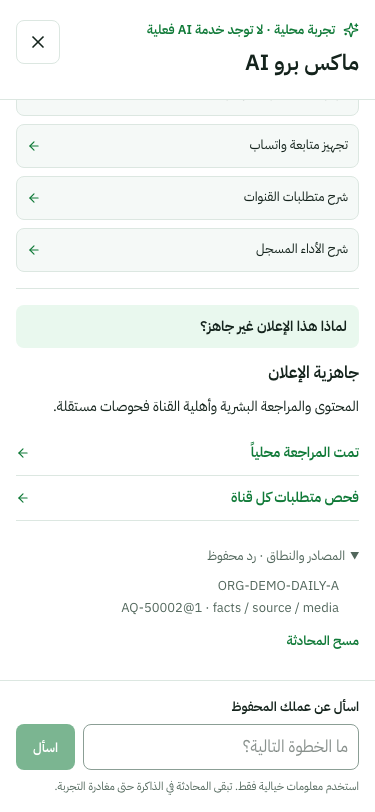 تجربة محلية · لا توجد خدمة AI فعلية
ماكس برو AI
تجهيز متابعة واتساب
شرح متطلبات القنوات
شرح الأداء المسجل
لماذا هذا الإعلان غير جاهز؟
جاهزية الإعلان
المحتوى والمراجعة البشرية وأهلية القناة فحوصات مستقلة.
تمت المراجعة محلياً
فحص متطلبات كل قناة
المصادر والنطاق · رد محفوظ
ORG-DEMO-DAILY-A
AQ-50002@1 · facts / source / media
مسح المحادثة
اسأل عن عملك المحفوظ
ما الخطوة التالية؟
اسأل
استخدم معلومات خيالية فقط. تبقى المحادثة في الذاكرة حتى مغادرة التجربة.